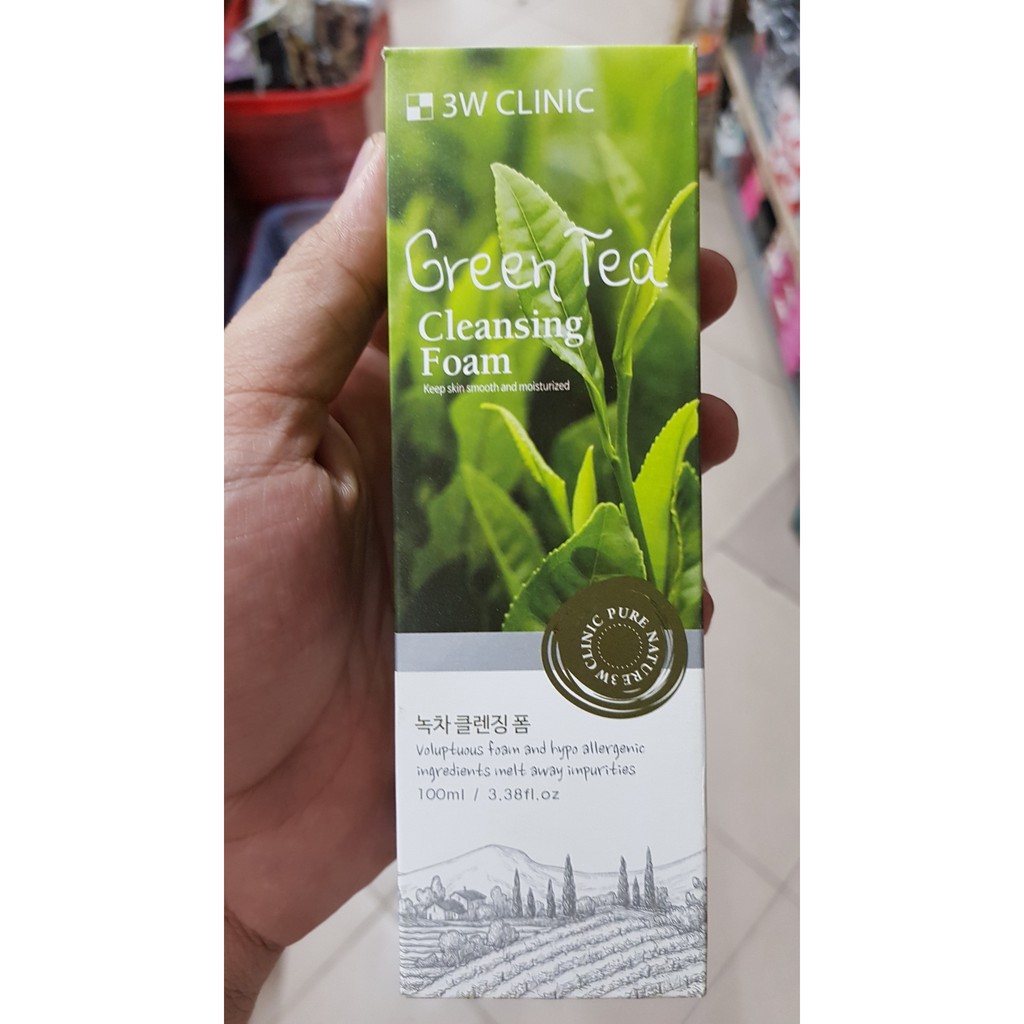 3W CLINIC
Green Tea
Cleansing
Foam
Keep skin smooth and moisturized
3W CLINIC PURE NATURE
녹차 클렌징 폼
Voluptuous foam and hypo allergenic
ingredients melt away impurities
100ml / 3.38fl.oz